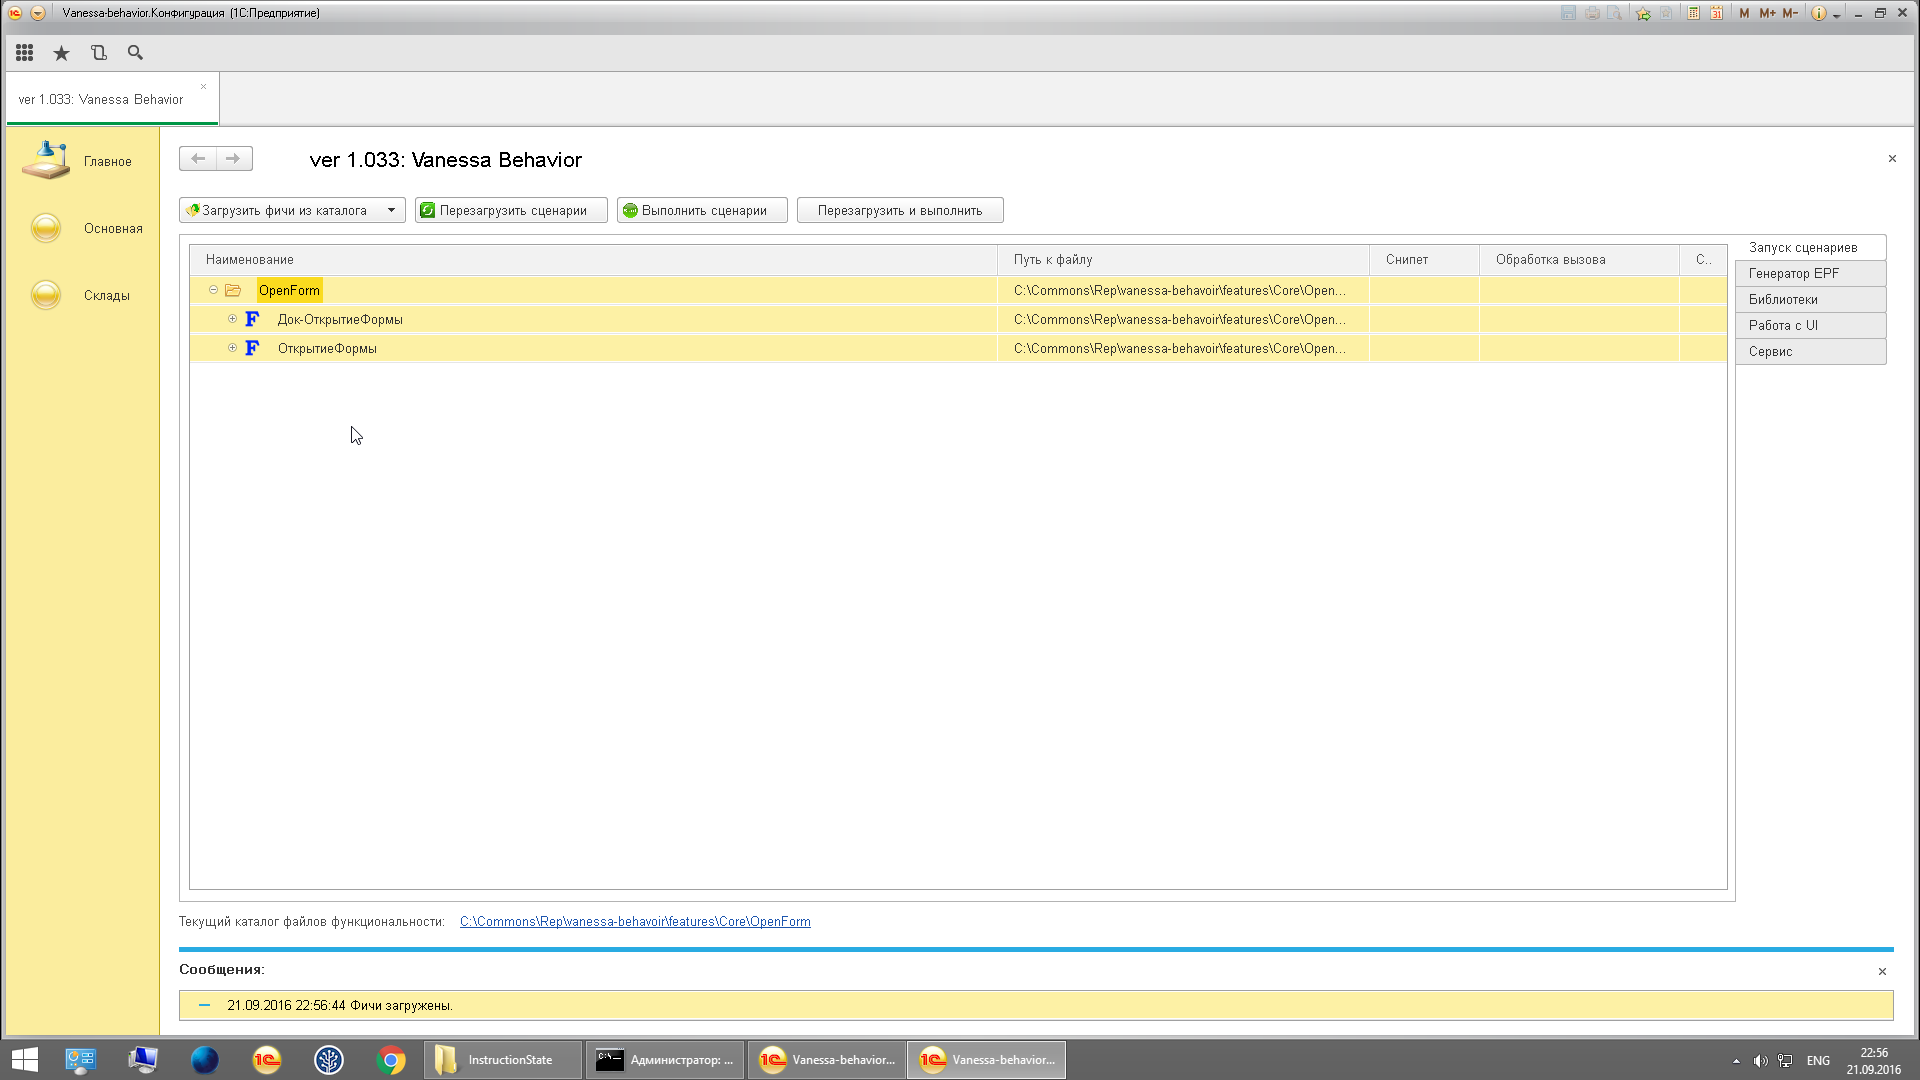 Vanessa-behavior.Конфигурация (1С:Предприятие)
31 M M+ M-
ver 1.033: Vanessa Behavior
Главное
Основная
Склады
ver 1.033: Vanessa Behavior
Загрузить фичи из каталога Перезагрузить сценарии Выполнить сценарии Перезагрузить и выполнить
Наименование Путь к файлу Снипет Обработка вызова С..
OpenForm C:\Commons\Rep\vanessa-behavoir\features\Core\Open...
Док-ОткрытиеФормы C:\Commons\Rep\vanessa-behavoir\features\Core\Open...
ОткрытиеФормы C:\Commons\Rep\vanessa-behavoir\features\Core\Open...
Запуск сценариев
Генератор EPF
Библиотеки
Работа с UI
Сервис
Текущий каталог файлов функциональности: C:\Commons\Rep\vanessa-behavoir\features\Core\OpenForm
Сообщения:
21.09.2016 22:56:44 Фичи загружены.
InstructionState Администратор: ... Vanessa-behavior... Vanessa-behavior... ENG 22:56
21.09.2016